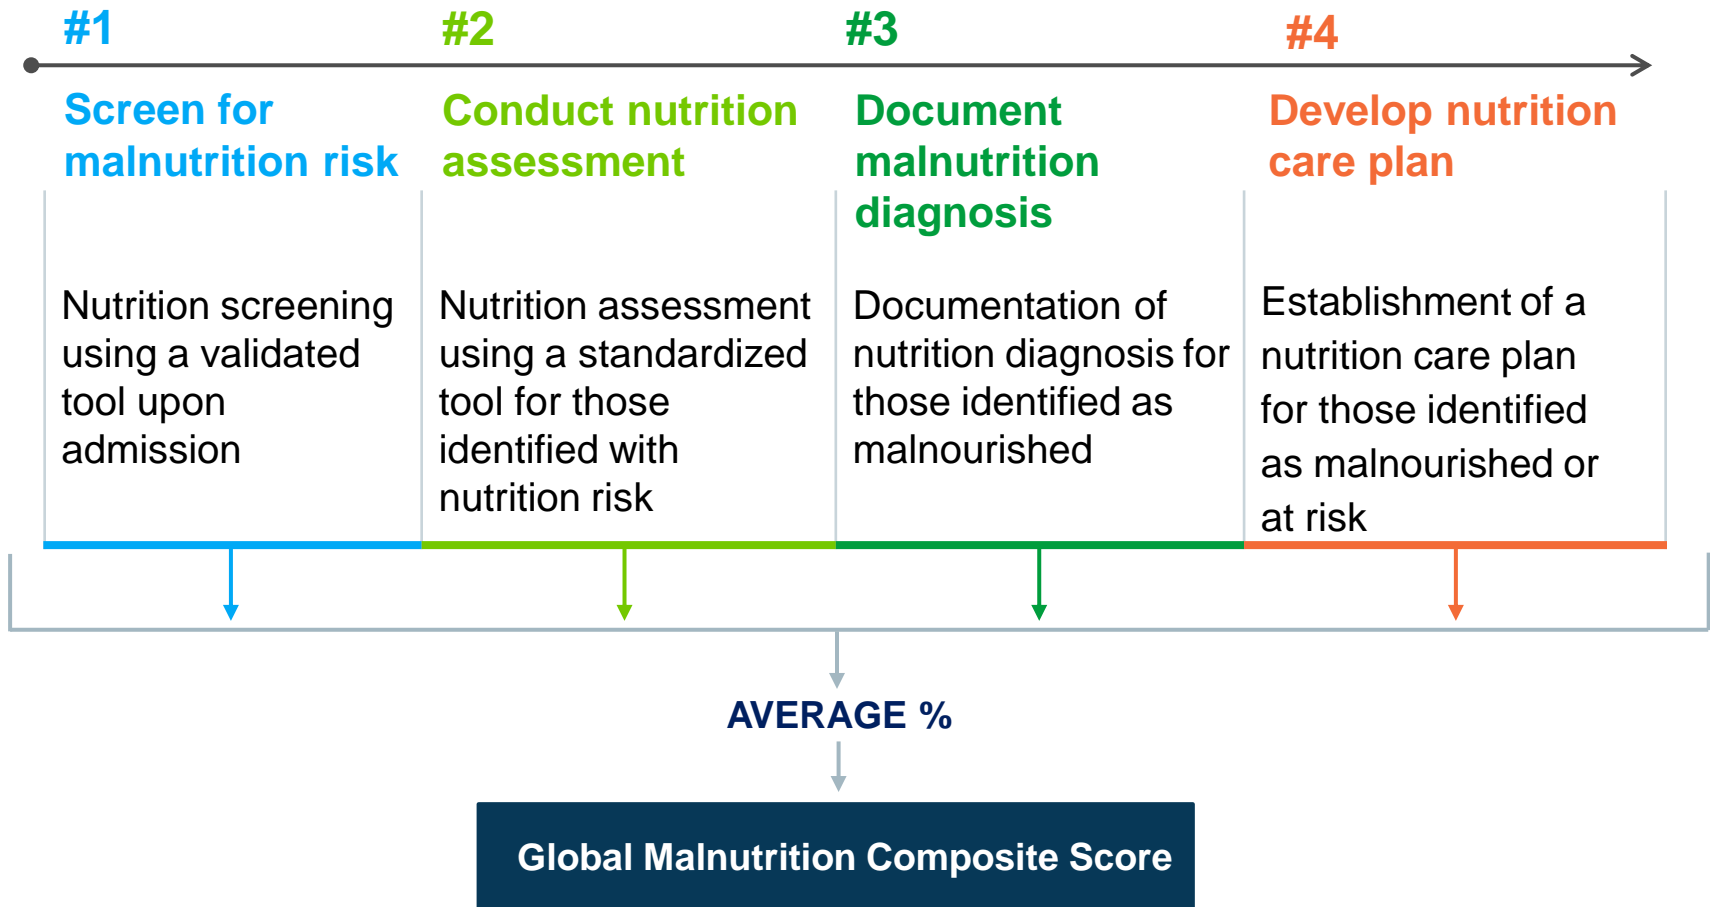 #1
#2
#3
#4
Screen for
malnutrition risk
Conduct nutrition
assessment
Document
malnutrition
diagnosis
Develop nutrition
care plan
Nutrition screening
using a validated
tool upon
admission
Nutrition assessment
using a standardized
tool for those
identified with
nutrition risk
Documentation of
nutrition diagnosis for
those identified as
malnourished
Establishment of a
nutrition care plan
for those identified
as malnourished or
at risk
AVERAGE %
Global Malnutrition Composite Score